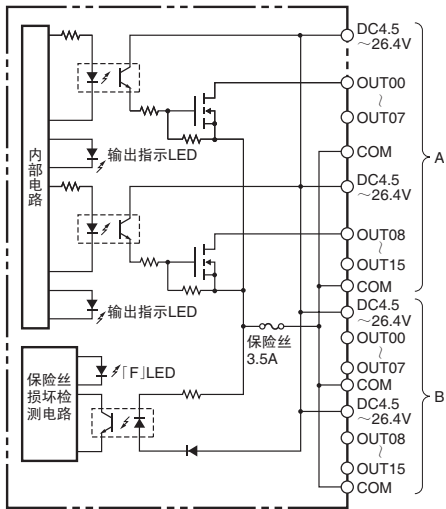 DC4.5
～26.4V
OUT00
～
OUT07
COM
DC4.5
～26.4V
OUT08
～
OUT15
COM
A
DC4.5
～26.4V
OUT00
～
OUT07
COM
DC4.5
～26.4V
OUT08
～
OUT15
COM
B
内部电路
输出指示LED
输出指示LED
保险丝
3.5A
保险丝
损坏检
测电路
「F」LED